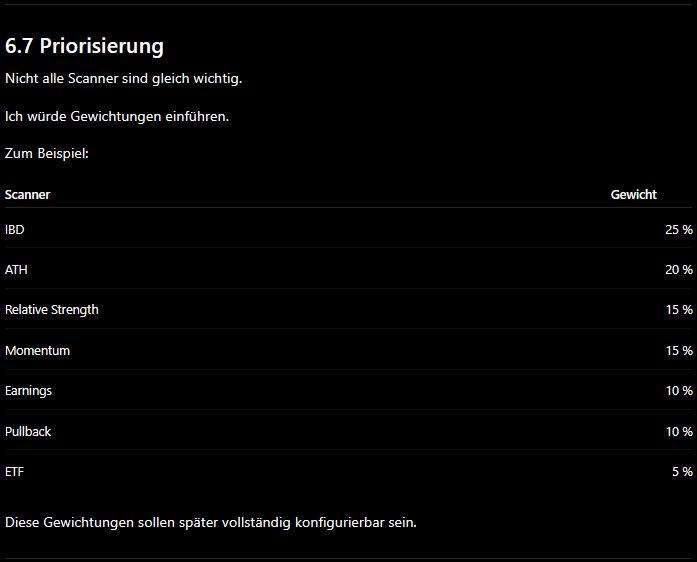 6.7 Priorisierung
Nicht alle Scanner sind gleich wichtig.
Ich würde Gewichtungen einführen.
Zum Beispiel:
Scanner Gewicht
IBD 25 %
ATH 20 %
Relative Strength 15 %
Momentum 15 %
Earnings 10 %
Pullback 10 %
ETF 5 %
Diese Gewichtungen sollen später vollständig konfigurierbar sein.